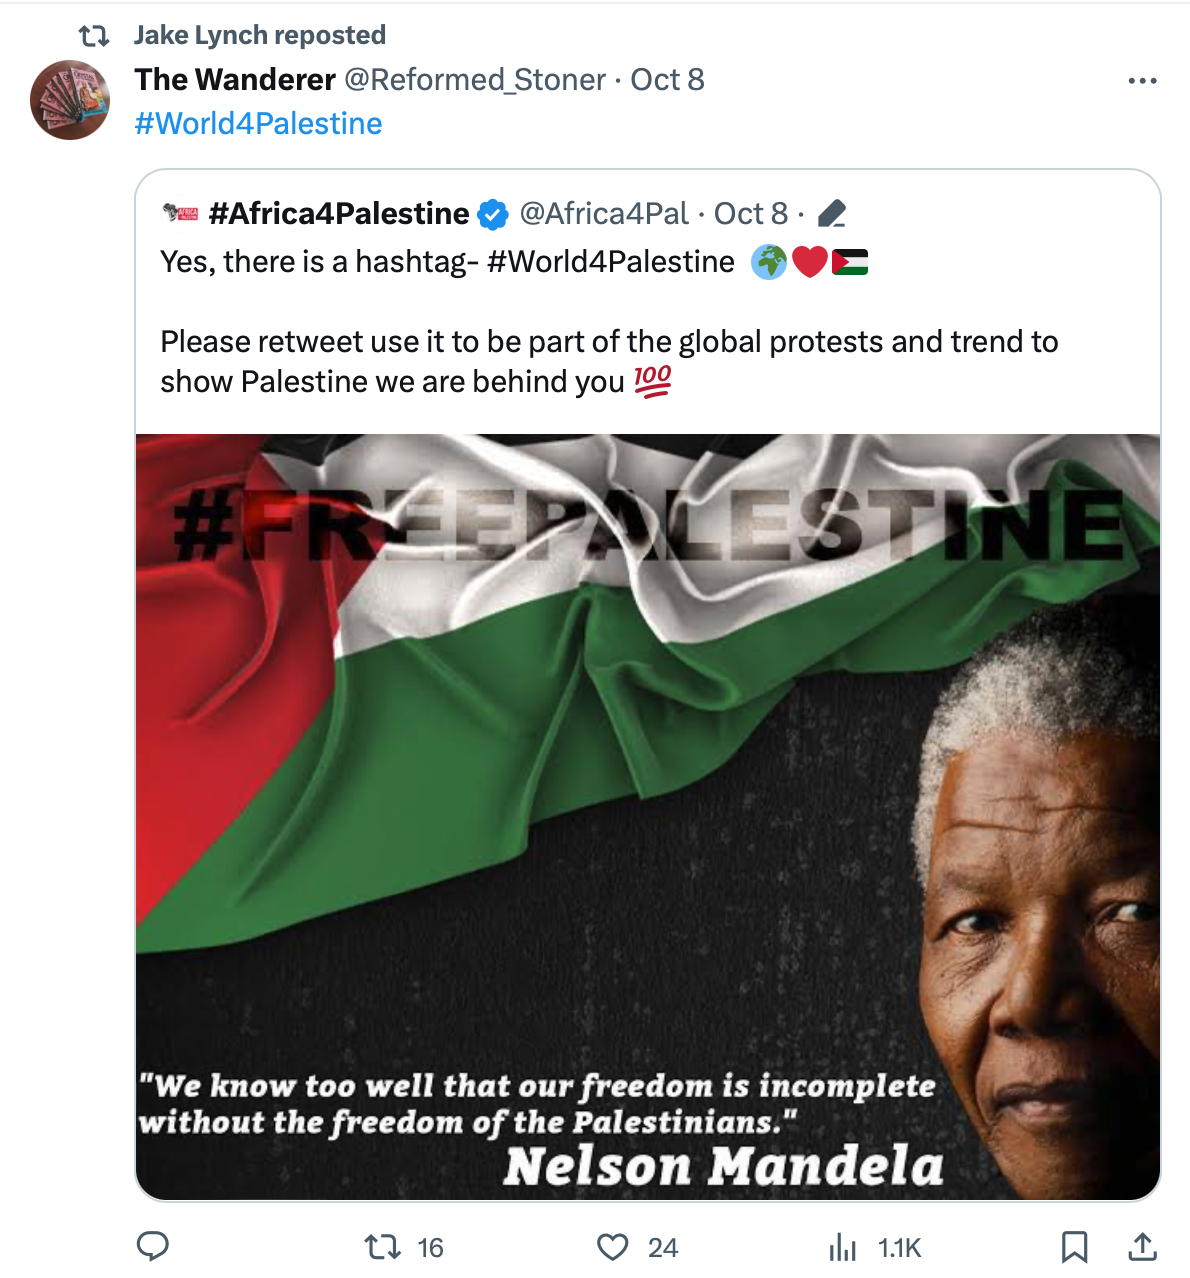 Jake Lynch reposted
The Wanderer @Reformed_Stoner · Oct 8
#World4Palestine
#Africa4Palestine @Africa4Pal · Oct 8 ·
Yes, there is a hashtag- #World4Palestine 🌍❤️🇵🇸
Please retweet use it to be part of the global protests and trend to
show Palestine we are behind you 💯
#FREEPALESTINE
"We know too well that our freedom is incomplete
without the freedom of the Palestinians."
Nelson Mandela
16 24 1.1K